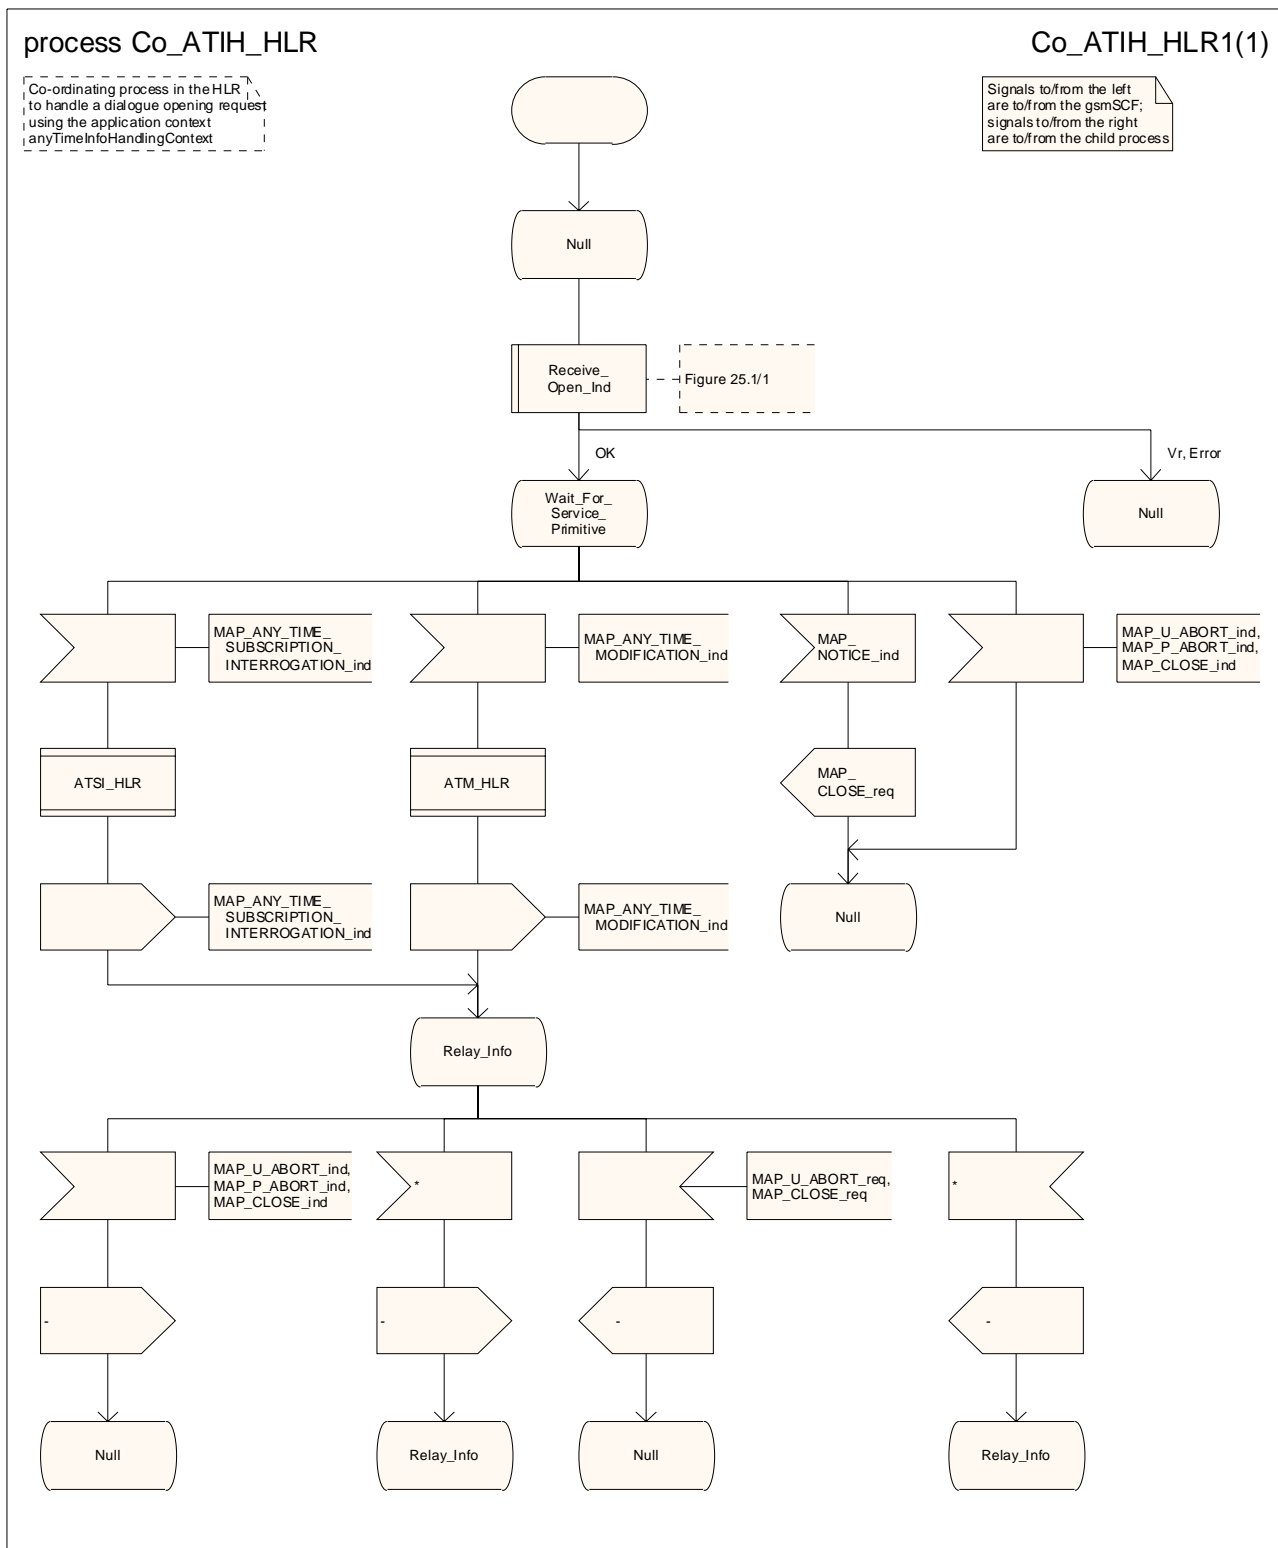 process Co_ATIH_HLR
Co_ATIH_HLR1(1)
Co-ordinating process in the HLR
to handle a dialogue opening request
using the application context
anyTimeInfoHandlingContext
Signals to/from the left
are to/from the gsmSCF;
signals to/from the right
are to/from the child process
Null
Receive_
Open_Ind
Figure 25.1/1
OK
Vr, Error
Wait_For_
Service_
Primitive
Null
MAP_ANY_TIME_
SUBSCRIPTION_
INTERROGATION_ind
MAP_ANY_TIME_
MODIFICATION_ind
MAP_
NOTICE_ind
MAP_U_ABORT_ind,
MAP_P_ABORT_ind,
MAP_CLOSE_ind
ATSI_HLR
ATM_HLR
MAP_
CLOSE_req
MAP_ANY_TIME_
SUBSCRIPTION_
INTERROGATION_ind
MAP_ANY_TIME_
MODIFICATION_ind
Null
Relay_Info
MAP_U_ABORT_ind,
MAP_P_ABORT_ind,
MAP_CLOSE_ind
*
MAP_U_ABORT_req,
MAP_CLOSE_req
*
-
-
-
-
Null
Relay_Info
Null
Relay_Info